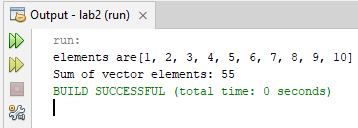 Output - lab2 (run)
run:
elements are[1, 2, 3, 4, 5, 6, 7, 8, 9, 10]
Sum of vector elements: 55
BUILD SUCCESSFUL (total time: 0 seconds)